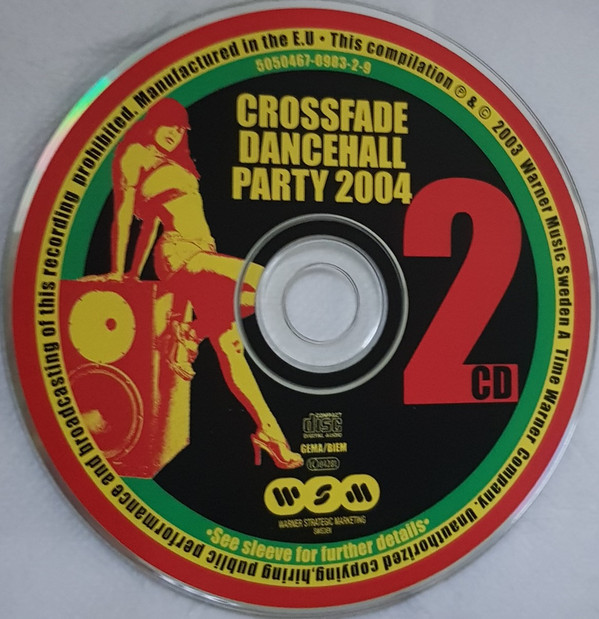 Manufactured in the E.U • This compilation ℗ & © 2003 Warner Music Sweden A Time Warner Company. Unauthorized copying, hiring public performance and broadcasting of this recording prohibited.
5050467-0983-2-9
CROSSFADE
DANCEHALL
PARTY 2004
2
CD
COMPACT
disc
DIGITAL AUDIO
GEMA/BIEM
WSM
WARNER STRATEGIC MARKETING
SWEDEN
•See sleeve for further details•